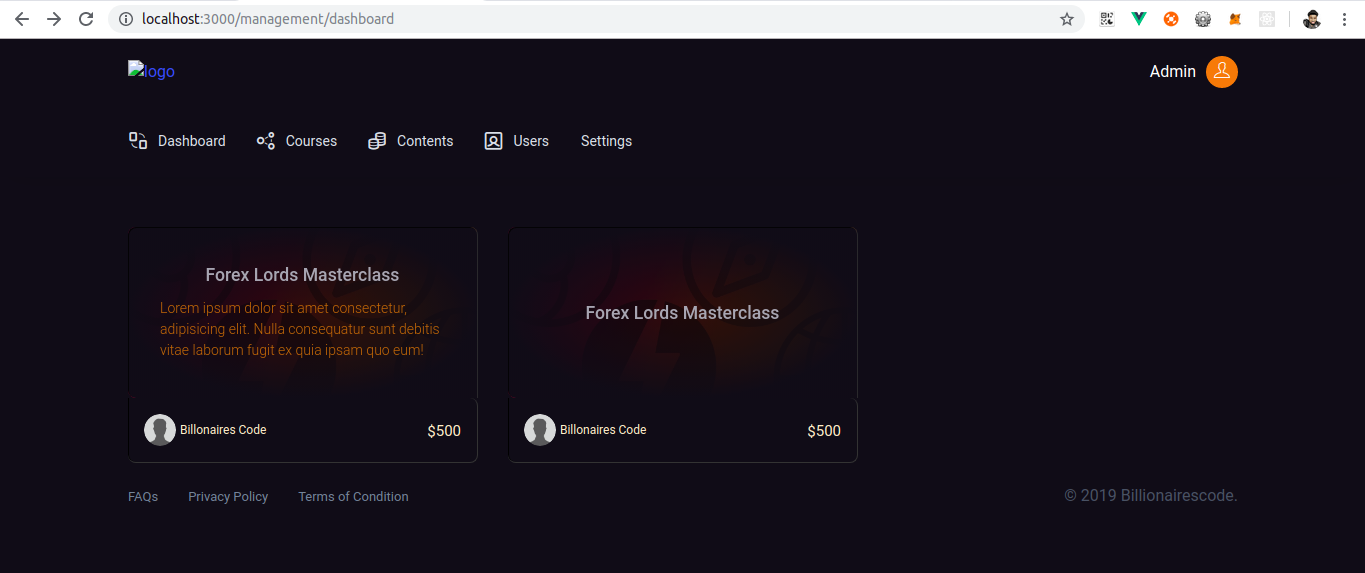 localhost:3000/management/dashboard
logo
Admin
Dashboard Courses Contents Users Settings
Forex Lords Masterclass
Lorem ipsum dolor sit amet consectetur,
adipisicing elit. Nulla consequatur sunt debitis
vitae laborum fugit ex quia ipsam quo eum!
Billonaires Code $500
Forex Lords Masterclass
Billonaires Code $500
FAQs Privacy Policy Terms of Condition
© 2019 Billionairescode.